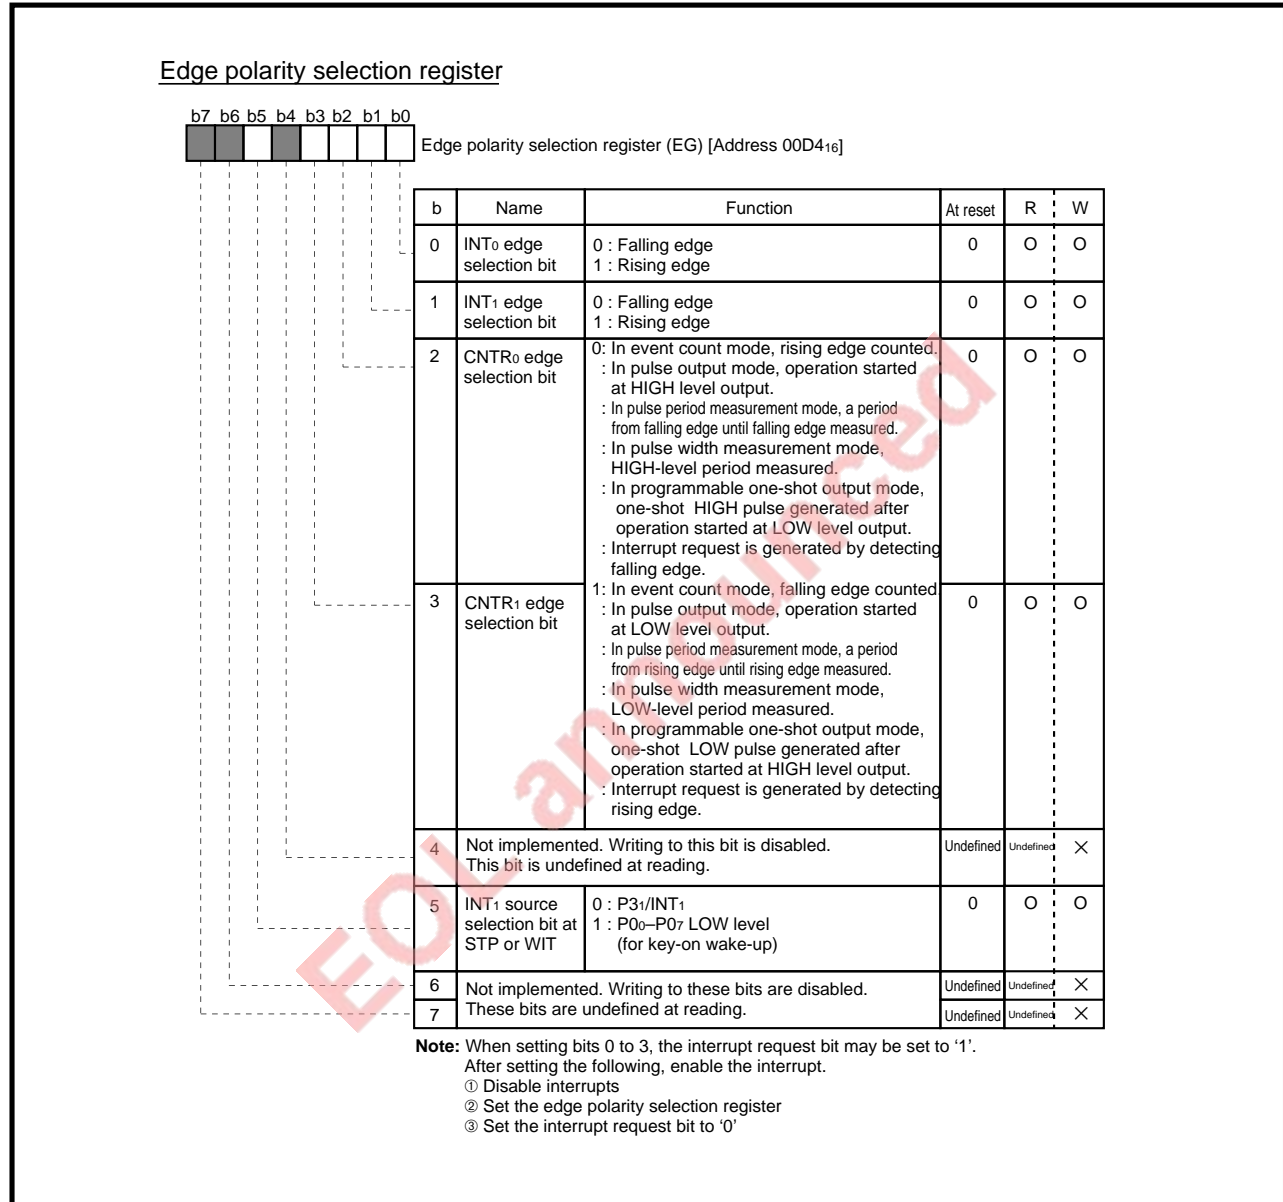 Edge polarity selection register
b7 b6 b5 b4 b3 b2 b1 b0
Edge polarity selection register (EG) [Address 00D416]
b Name Function At reset R W
0 INT0 edge selection bit
0 : Falling edge
1 : Rising edge
0 O O
1 INT1 edge selection bit
0 : Falling edge
1 : Rising edge
0 O O
2 CNTR0 edge selection bit
0: In event count mode, rising edge counted.
: In pulse output mode, operation started
at HIGH level output.
: In pulse period measurement mode, a period
from falling edge until falling edge measured.
: In pulse width measurement mode,
HIGH-level period measured.
: In programmable one-shot output mode,
one-shot HIGH pulse generated after
operation started at LOW level output.
: Interrupt request is generated by detecting
falling edge.
0 O O
3 CNTR1 edge selection bit
1: In event count mode, falling edge counted.
: In pulse output mode, operation started
at LOW level output.
: In pulse period measurement mode, a period
from rising edge until rising edge measured.
: In pulse width measurement mode,
LOW-level period measured.
: In programmable one-shot output mode,
one-shot LOW pulse generated after
operation started at HIGH level output.
: Interrupt request is generated by detecting
rising edge.
0 O O
4 Not implemented. Writing to this bit is disabled.
This bit is undefined at reading.
Undefined Undefined ×
5 INT1 source selection bit at STP or WIT
0 : P31/INT1
1 : P00–P07 LOW level
(for key-on wake-up)
0 O O
6 Not implemented. Writing to these bits are disabled.
Undefined Undefined ×
7 These bits are undefined at reading.
Undefined Undefined ×
Note: When setting bits 0 to 3, the interrupt request bit may be set to ‘1’.
After setting the following, enable the interrupt.
① Disable interrupts
② Set the edge polarity selection register
③ Set the interrupt request bit to ‘0’
EOL announced